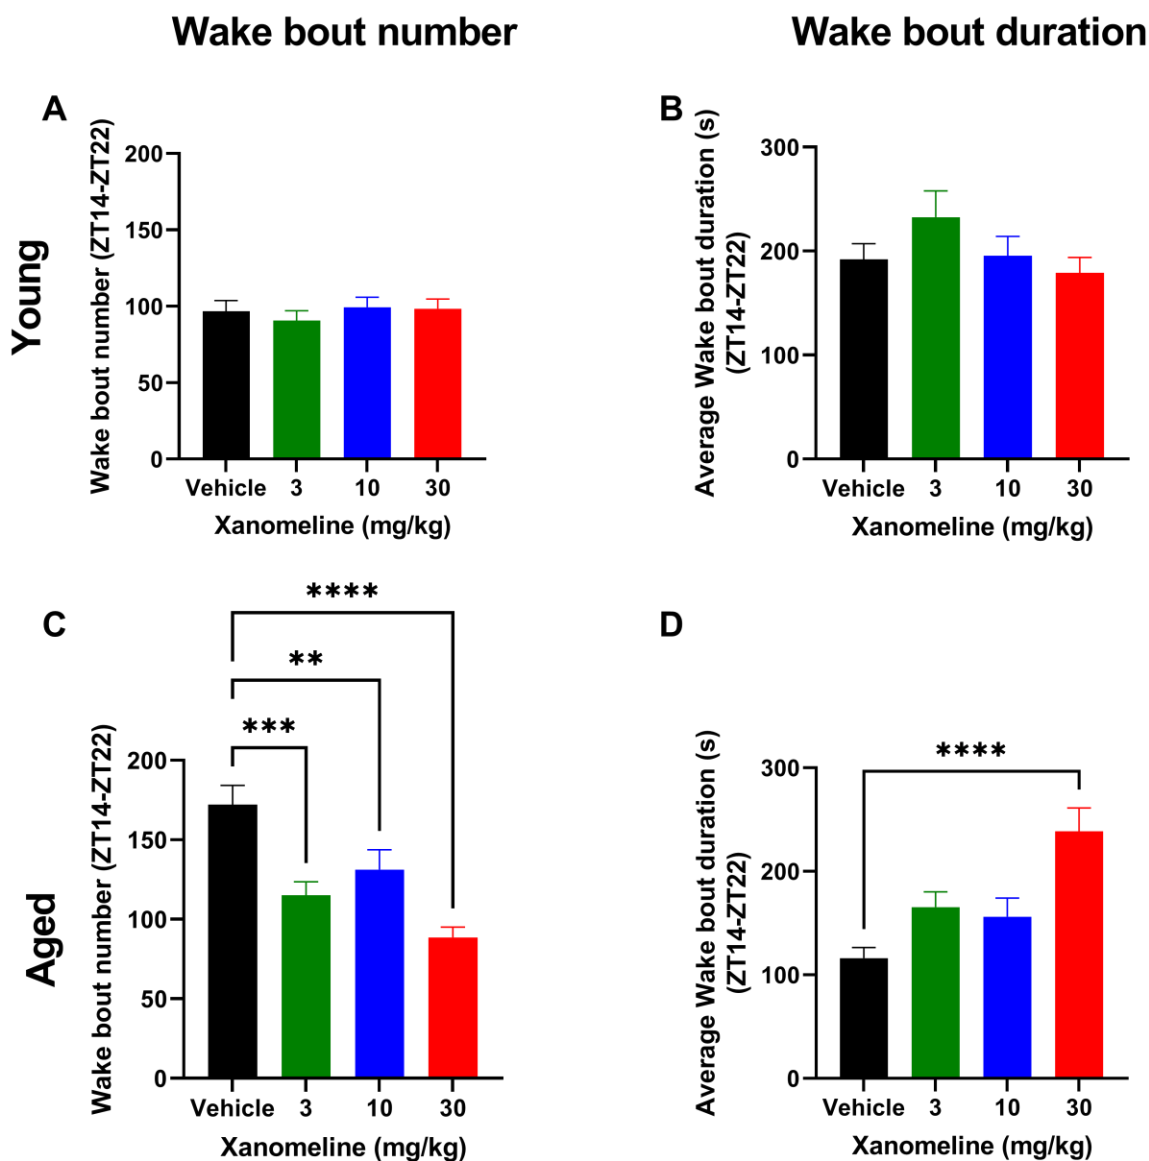 Wake bout number
Wake bout duration
Young
A
Wake bout number (ZT14-ZT22)
200
150
100
50
0
Vehicle 3 10 30
Xanomeline (mg/kg)
B
Average Wake bout duration (s)
(ZT14-ZT22)
300
200
100
0
Vehicle 3 10 30
Xanomeline (mg/kg)
Aged
C
****
**
***
Wake bout number (ZT14-ZT22)
200
150
100
50
0
Vehicle 3 10 30
Xanomeline (mg/kg)
D
****
Average Wake bout duration (s)
(ZT14-ZT22)
300
200
100
0
Vehicle 3 10 30
Xanomeline (mg/kg)